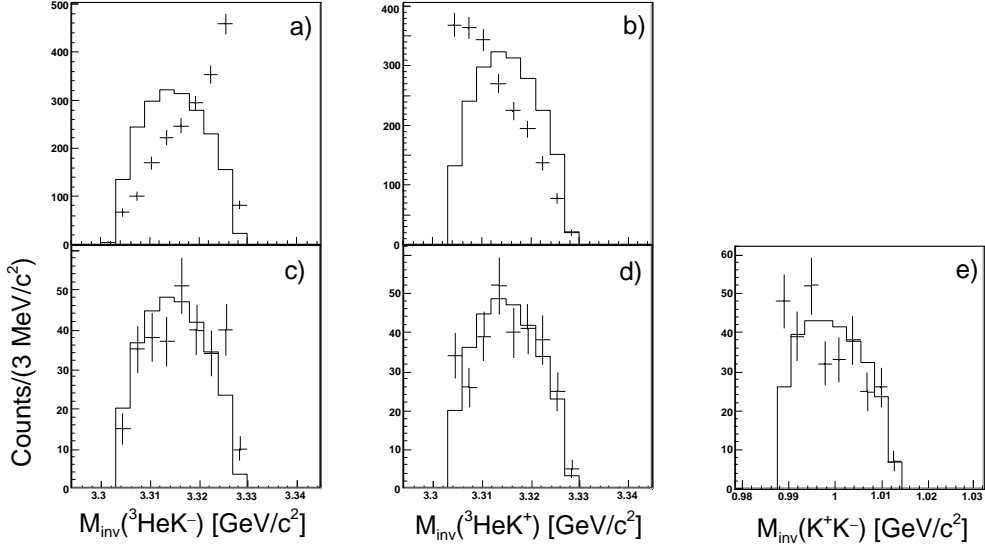 a)
500
400
300
200
100
0
b)
400
300
200
100
0
Counts/(3 MeV/c²)
c)
60
50
40
30
20
10
0
3.3 3.31 3.32 3.33 3.34
M_inv(³HeK⁻) [GeV/c²]
d)
60
50
40
30
20
10
0
3.3 3.31 3.32 3.33 3.34
M_inv(³HeK⁺) [GeV/c²]
e)
60
50
40
30
20
10
0
0.98 0.99 1 1.01 1.02 1.03
M_inv(K⁺K⁻) [GeV/c²]